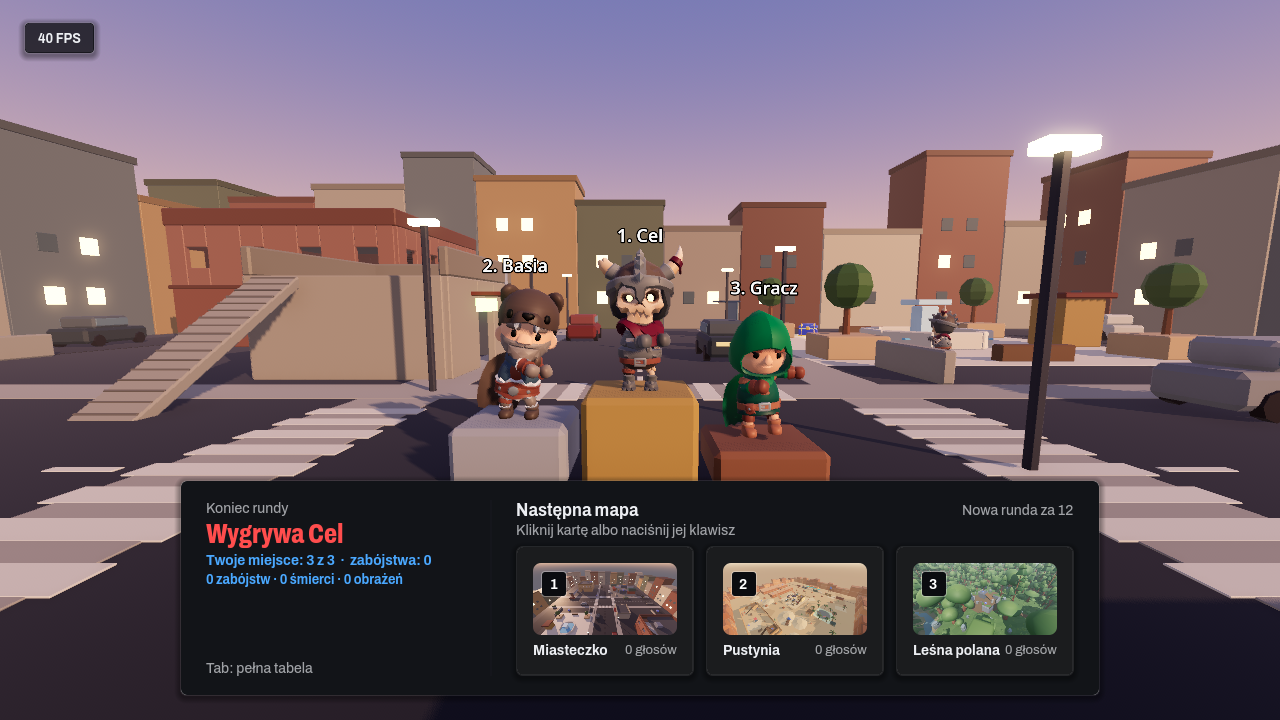 40 FPS
1. Cel
2. Basia
3. Gracz
Koniec rundy
Wygrywa Cel
Twoje miejsce: 3 z 3 · zabójstwa: 0
0 zabójstw · 0 śmierci · 0 obrażeń
Tab: pełna tabela
Następna mapa
Nowa runda za 12
Kliknij kartę albo naciśnij jej klawisz
1
Miasteczko 0 głosów
2
Pustynia 0 głosów
3
Leśna polana 0 głosów